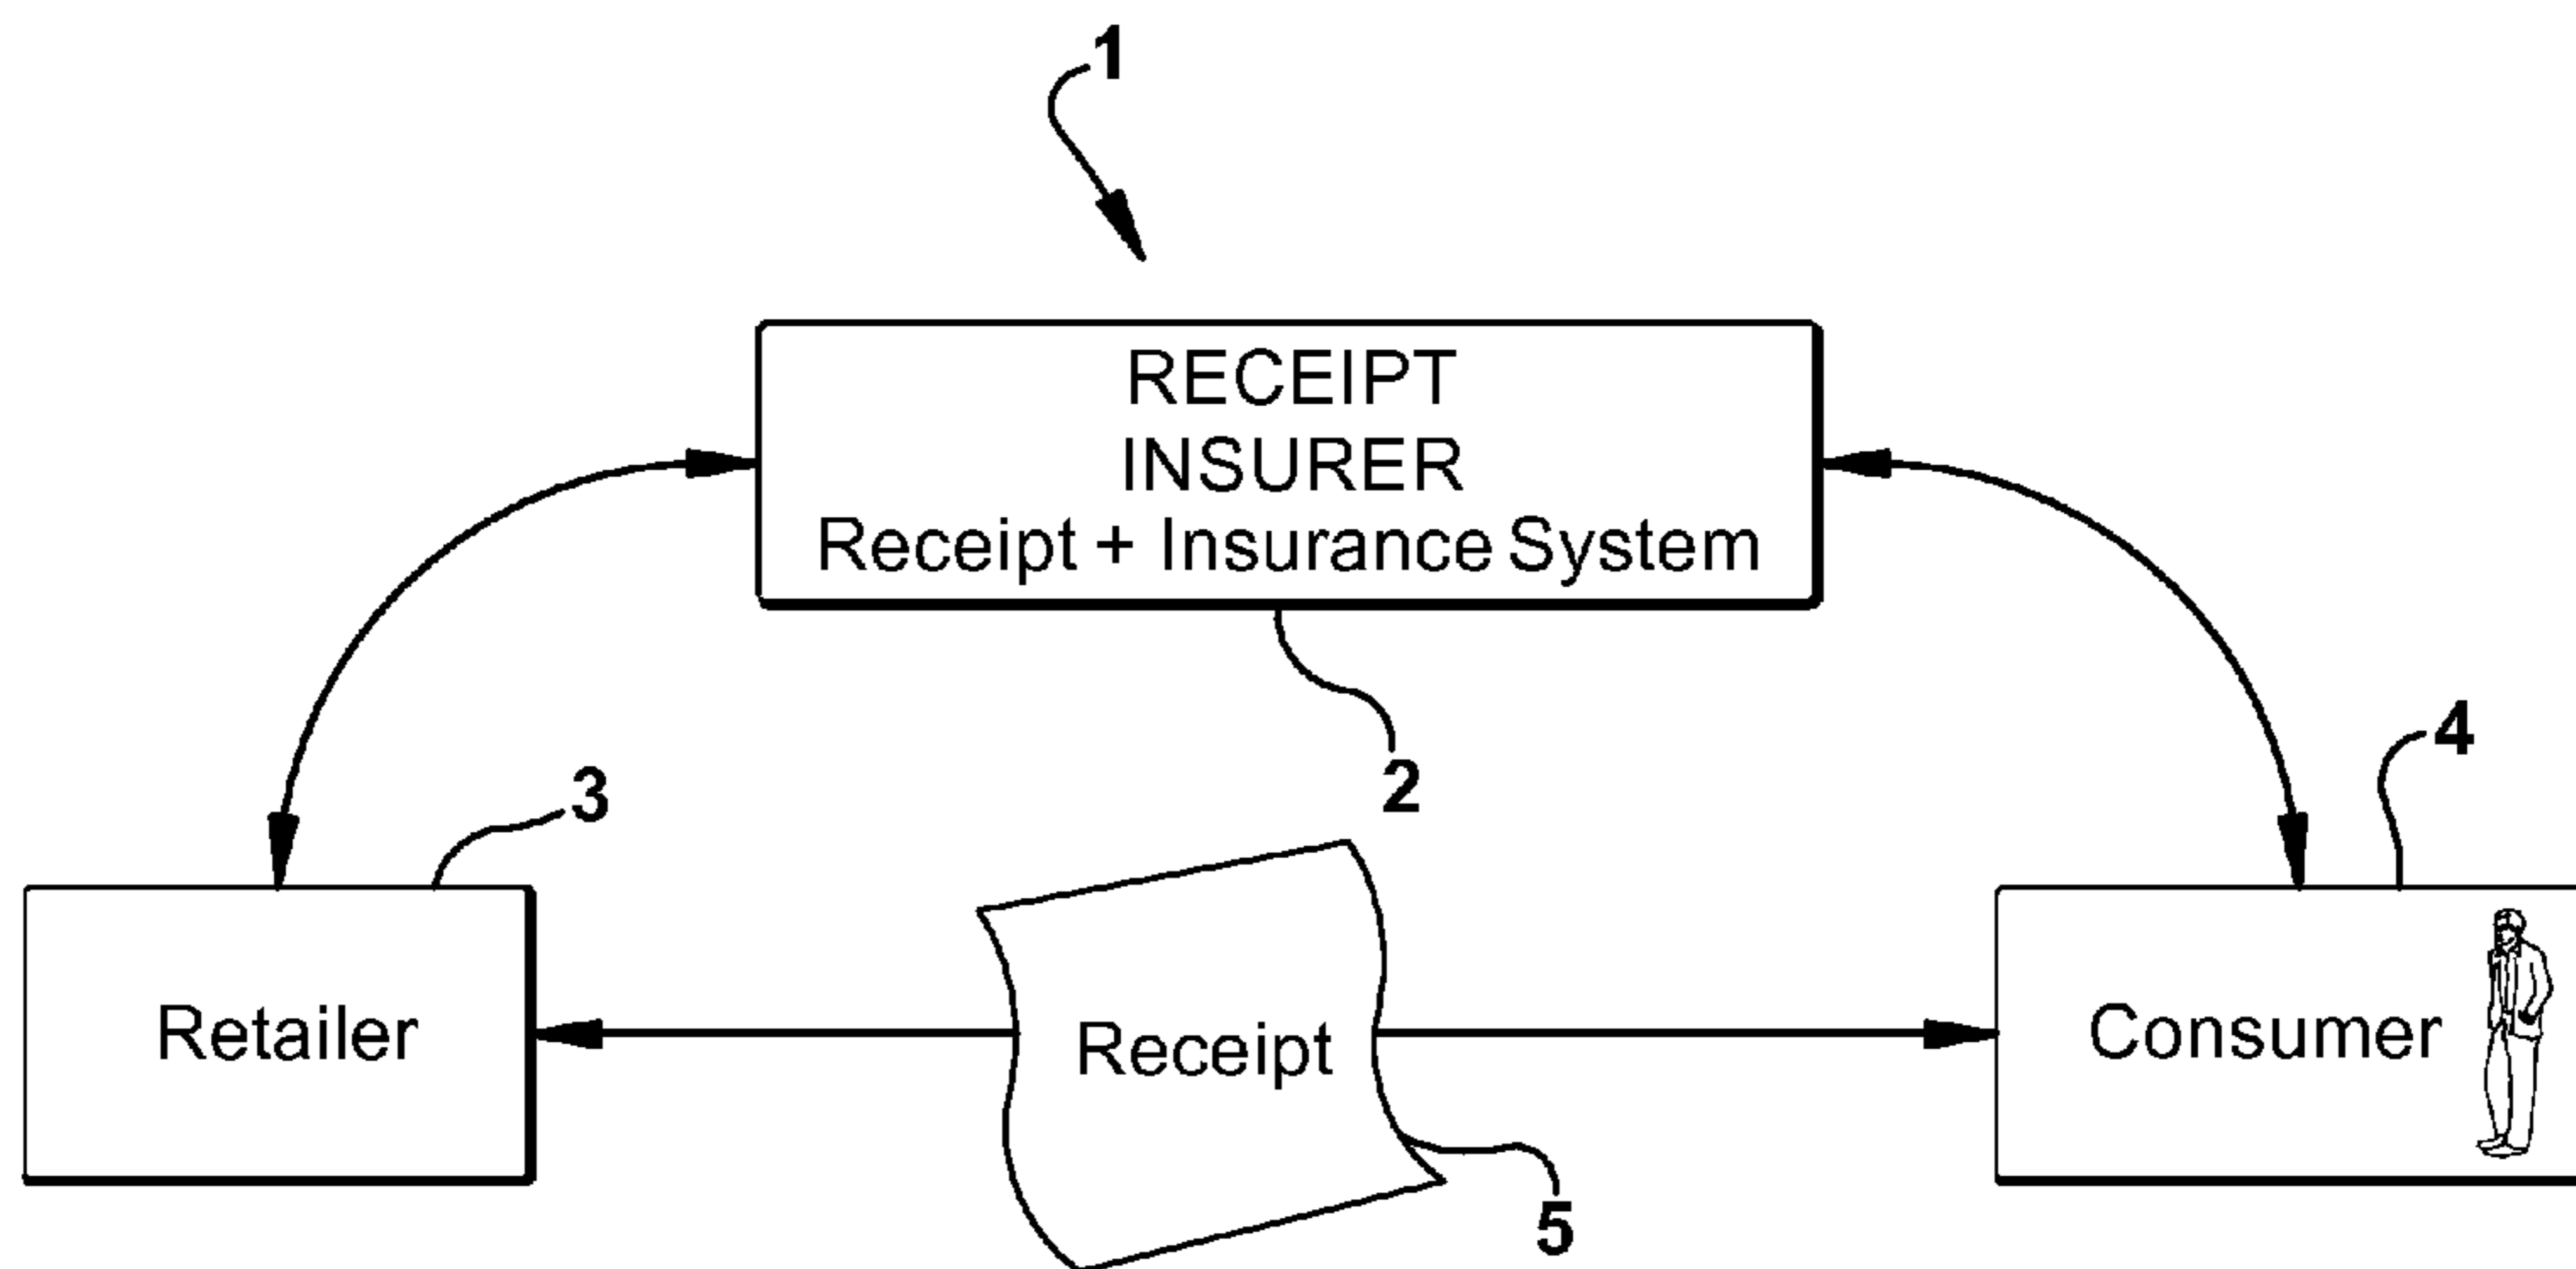 1
RECEIPT
INSURER
Receipt + Insurance System
2
3
4
Retailer
Receipt
Consumer
5